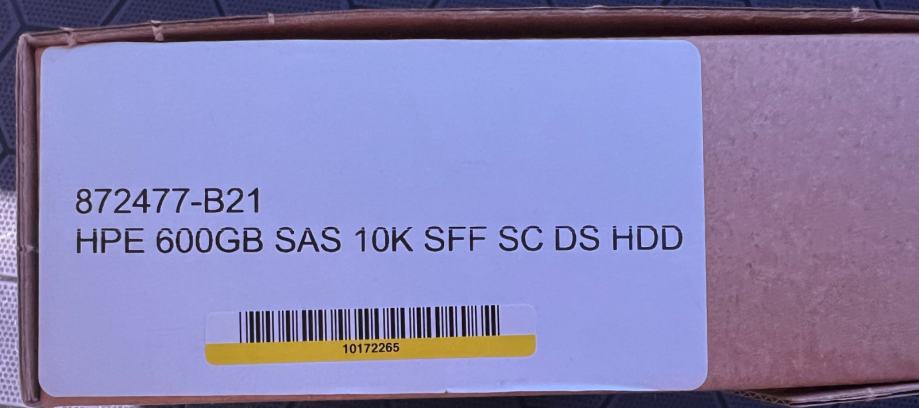 872477-B21
HPE 600GB SAS 10K SFF SC DS HDD
10172265